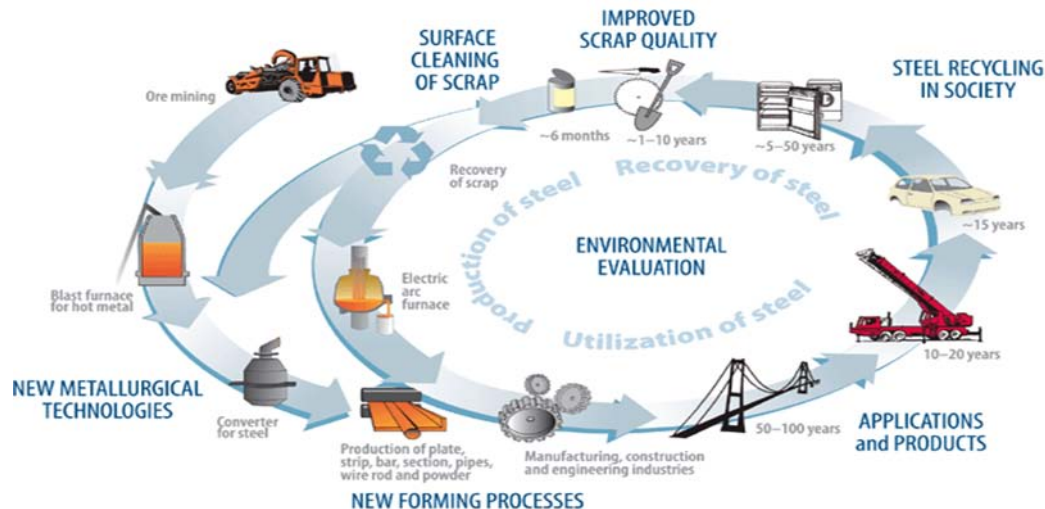 IMPROVED
SCRAP QUALITY
SURFACE
CLEANING
OF SCRAP
STEEL RECYCLING
IN SOCIETY
Ore mining
~6 months
~1–10 years
~5–50 years
Recovery
of scrap
Recovery of steel
Production of steel
Utilization of steel
ENVIRONMENTAL
EVALUATION
~15 years
Blast furnace
for hot metal
Electric
arc
furnace
10–20 years
NEW METALLURGICAL
TECHNOLOGIES
Converter
for steel
Production of plate,
strip, bar, section, pipes,
wire rod and powder
Manufacturing, construction
and engineering industries
50–100 years
APPLICATIONS
and PRODUCTS
NEW FORMING PROCESSES